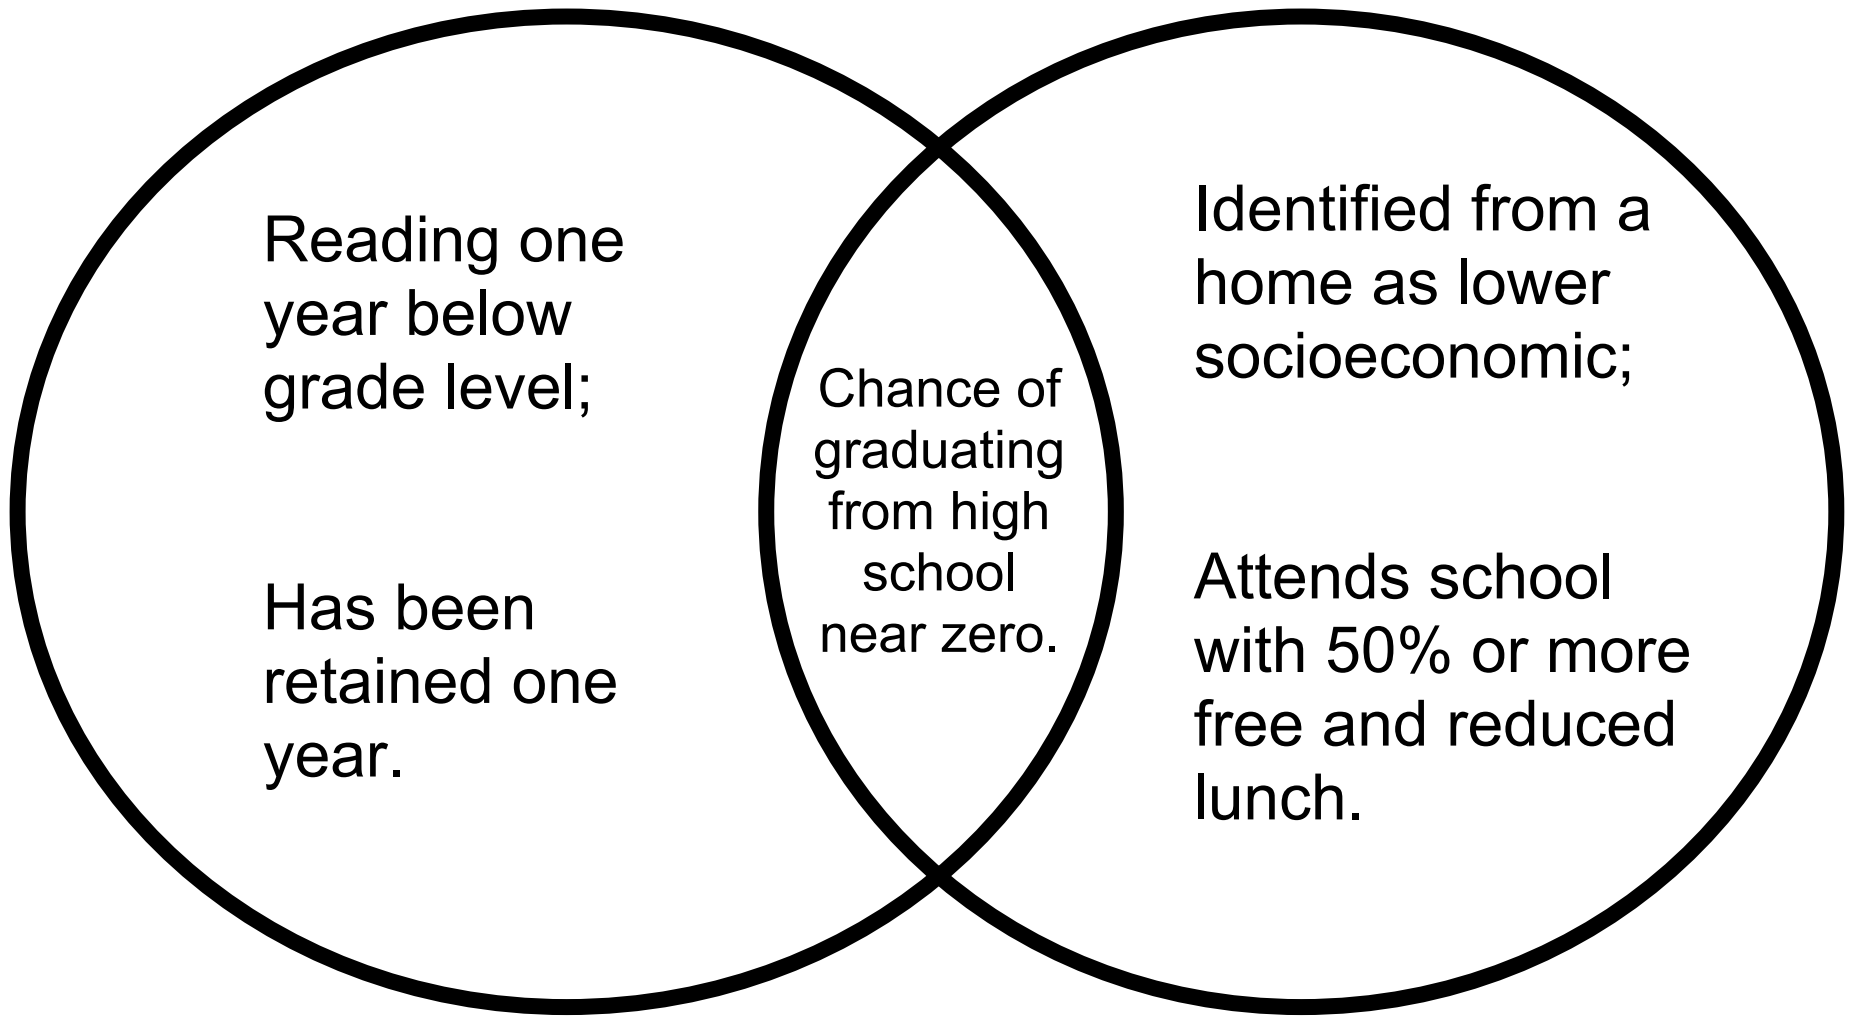 Reading one
year below
grade level;
Has been
retained one
year.
Chance of
graduating
from high
school
near zero.
Identified from a
home as lower
socioeconomic;
Attends school
with 50% or more
free and reduced
lunch.